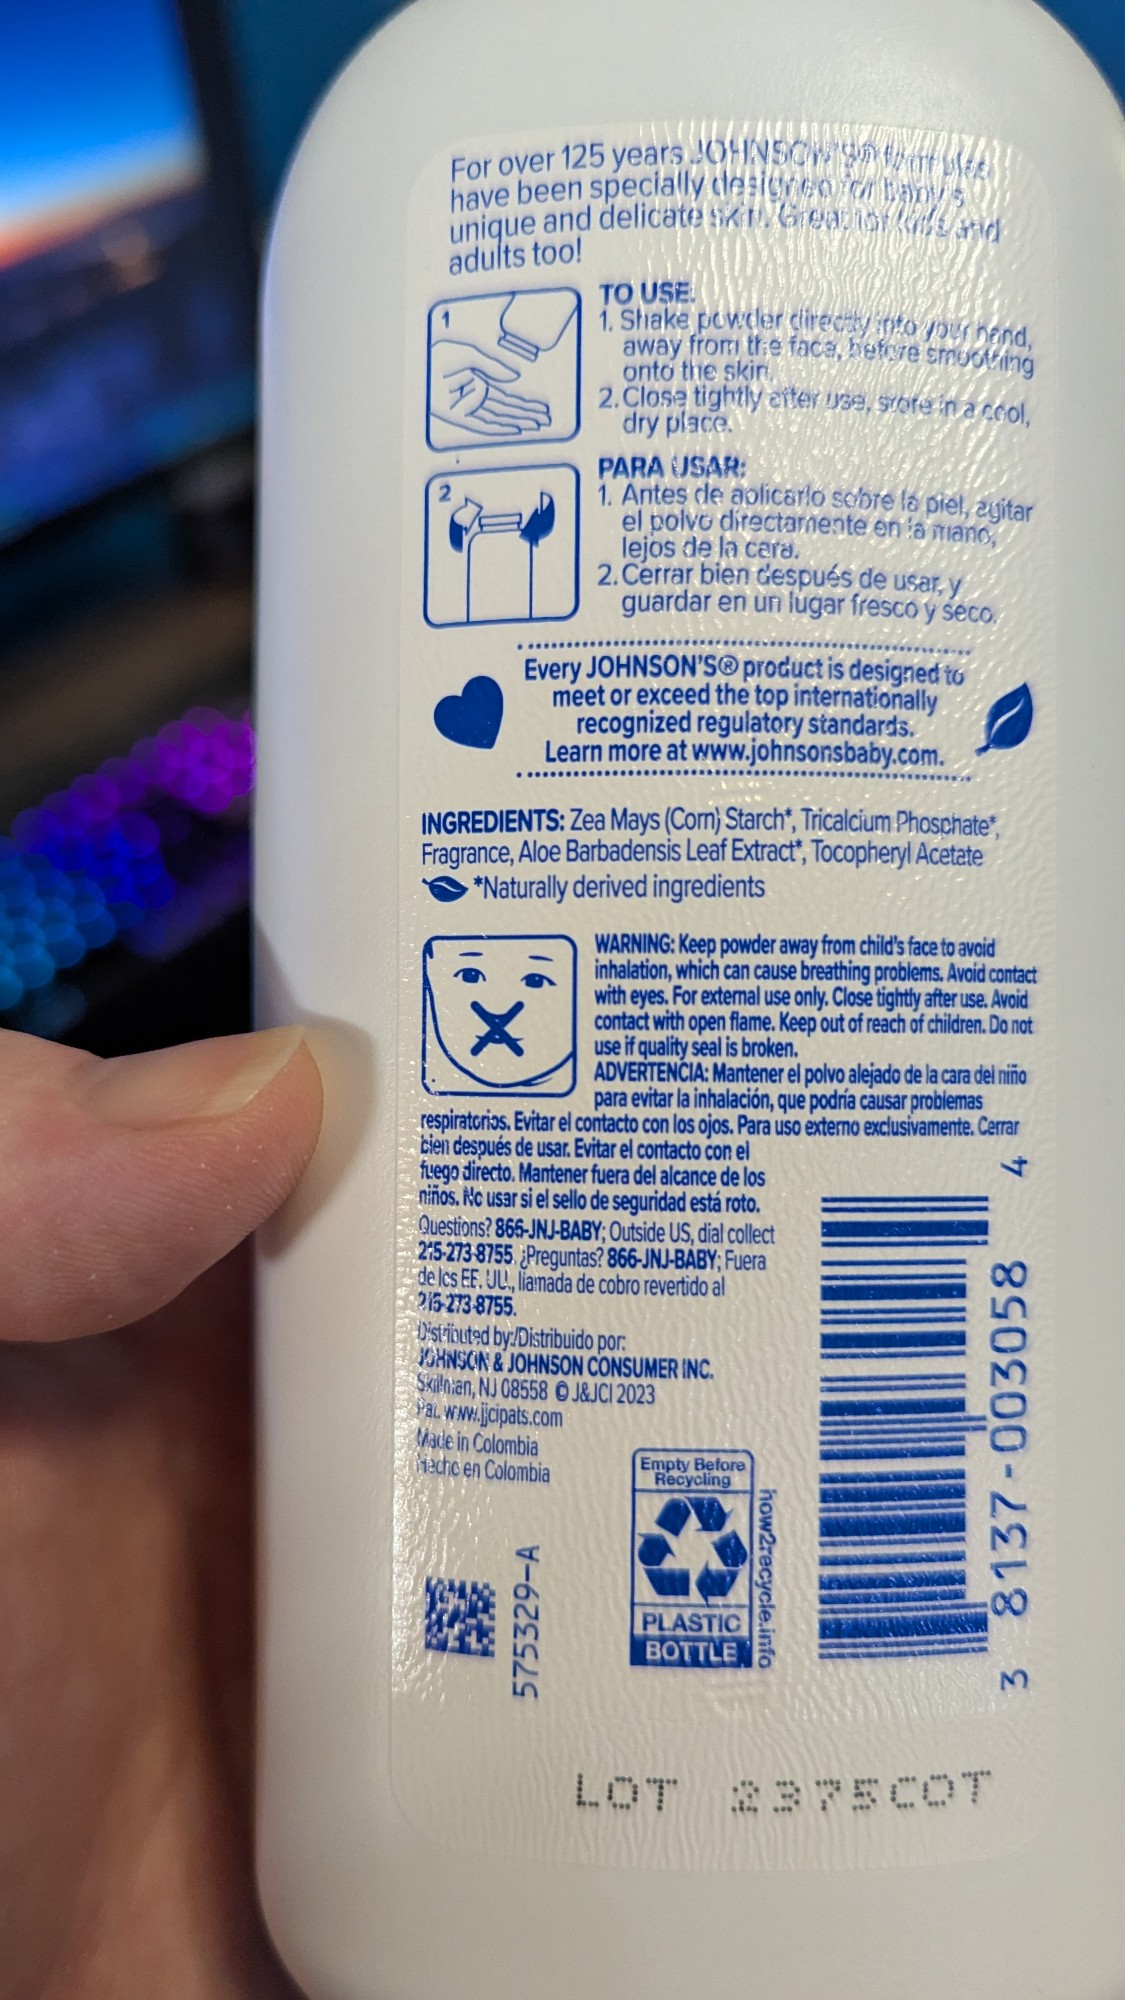 For over 125 years JOHNSON'S® formulas
have been specially designed for baby's
unique and delicate skin. Great for kids and
adults too!
1
TO USE:
1. Shake powder directly into your hand,
away from the face, before smoothing
onto the skin.
2. Close tightly after use, store in a cool,
dry place.
2
PARA USAR:
1. Antes de aplicarlo sobre la piel, agitar
el polvo directamente en la mano,
lejos de la cara.
2. Cerrar bien después de usar, y
guardar en un lugar fresco y seco.
Every JOHNSON'S® product is designed to
meet or exceed the top internationally
recognized regulatory standards.
Learn more at www.johnsonsbaby.com.
INGREDIENTS: Zea Mays (Corn) Starch*, Tricalcium Phosphate*,
Fragrance, Aloe Barbadensis Leaf Extract*, Tocopheryl Acetate
*Naturally derived ingredients
WARNING: Keep powder away from child's face to avoid
inhalation, which can cause breathing problems. Avoid contact
with eyes. For external use only. Close tightly after use. Avoid
contact with open flame. Keep out of reach of children. Do not
use if quality seal is broken.
ADVERTENCIA: Mantener el polvo alejado de la cara del niño
para evitar la inhalación, que podría causar problemas
respiratorios. Evitar el contacto con los ojos. Para uso externo exclusivamente. Cerrar
bien después de usar. Evitar el contacto con el
fuego directo. Mantener fuera del alcance de los
niños. No usar si el sello de seguridad está roto.
Questions? 866-JNJ-BABY; Outside US, dial collect
215-273-8755. ¿Preguntas? 866-JNJ-BABY; Fuera
de los EE. UU., llamada de cobro revertido al
215-273-8755.
Distributed by:/Distribuido por:
JOHNSON & JOHNSON CONSUMER INC.
Skillman, NJ 08558 © J&JCI 2023
Pat. www.jjcipats.com
Made in Colombia
Hecho en Colombia
575329-A
Empty Before
Recycling
PLASTIC
BOTTLE
how2recycle.info
3 8137-003058 4
LOT 2375COT